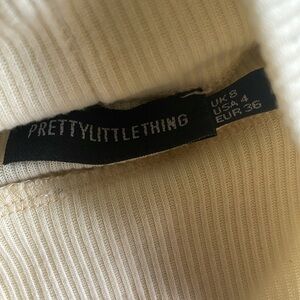 PRETTYLITTLETHING
UK 8
USA 4
EUR 36